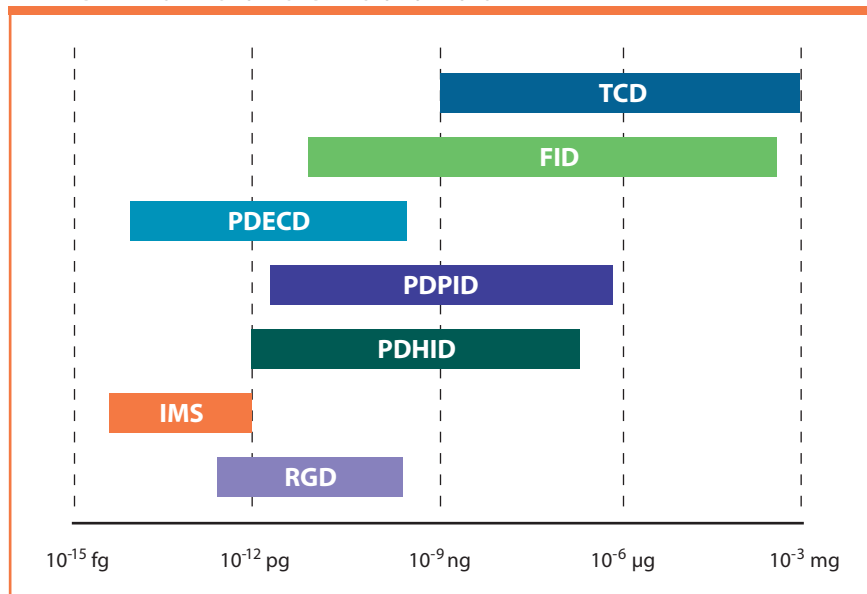 TCD
FID
PDECD
PDPID
PDHID
IMS
RGD
10⁻¹⁵ fg 10⁻¹² pg 10⁻⁹ ng 10⁻⁶ µg 10⁻³ mg